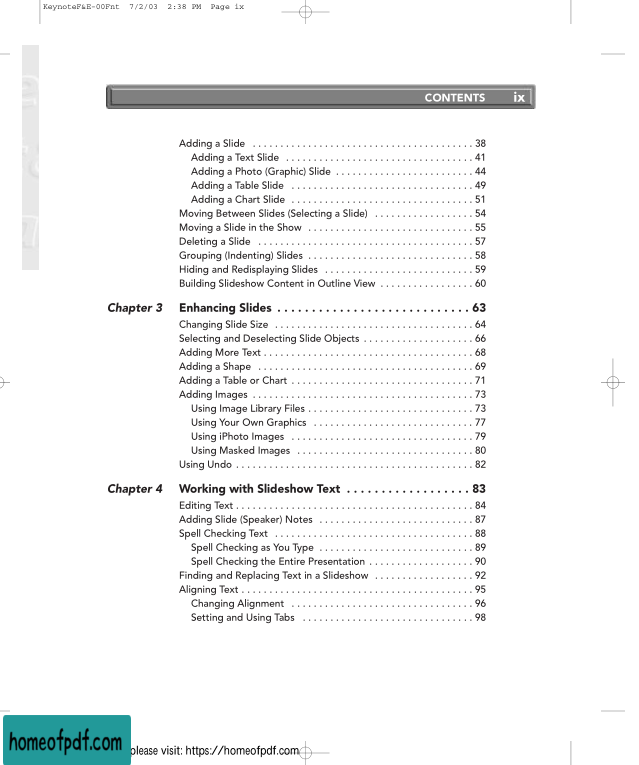 KeynoteF&E-00Fnt 7/2/03 2:38 PM Page ix
CONTENTS ix
Adding a Slide . . . . . . . . . . . . . . . . . . . . . . . . . . . . . . . . . . . . . . . . 38
Adding a Text Slide . . . . . . . . . . . . . . . . . . . . . . . . . . . . . . . . . . 41
Adding a Photo (Graphic) Slide . . . . . . . . . . . . . . . . . . . . . . . . . 44
Adding a Table Slide . . . . . . . . . . . . . . . . . . . . . . . . . . . . . . . . . 49
Adding a Chart Slide . . . . . . . . . . . . . . . . . . . . . . . . . . . . . . . . . 51
Moving Between Slides (Selecting a Slide) . . . . . . . . . . . . . . . . . . 54
Moving a Slide in the Show . . . . . . . . . . . . . . . . . . . . . . . . . . . . . . 55
Deleting a Slide . . . . . . . . . . . . . . . . . . . . . . . . . . . . . . . . . . . . . . . 57
Grouping (Indenting) Slides . . . . . . . . . . . . . . . . . . . . . . . . . . . . . . 58
Hiding and Redisplaying Slides . . . . . . . . . . . . . . . . . . . . . . . . . . . 59
Building Slideshow Content in Outline View . . . . . . . . . . . . . . . . . 60
Chapter 3 Enhancing Slides . . . . . . . . . . . . . . . . . . . . . . . . . . . . 63
Changing Slide Size . . . . . . . . . . . . . . . . . . . . . . . . . . . . . . . . . . . . 64
Selecting and Deselecting Slide Objects . . . . . . . . . . . . . . . . . . . . 66
Adding More Text . . . . . . . . . . . . . . . . . . . . . . . . . . . . . . . . . . . . . . 68
Adding a Shape . . . . . . . . . . . . . . . . . . . . . . . . . . . . . . . . . . . . . . . 69
Adding a Table or Chart . . . . . . . . . . . . . . . . . . . . . . . . . . . . . . . . . 71
Adding Images . . . . . . . . . . . . . . . . . . . . . . . . . . . . . . . . . . . . . . . . 73
Using Image Library Files . . . . . . . . . . . . . . . . . . . . . . . . . . . . . . 73
Using Your Own Graphics . . . . . . . . . . . . . . . . . . . . . . . . . . . . . 77
Using iPhoto Images . . . . . . . . . . . . . . . . . . . . . . . . . . . . . . . . . 79
Using Masked Images . . . . . . . . . . . . . . . . . . . . . . . . . . . . . . . . 80
Using Undo . . . . . . . . . . . . . . . . . . . . . . . . . . . . . . . . . . . . . . . . . . . 82
Chapter 4 Working with Slideshow Text . . . . . . . . . . . . . . . . . . 83
Editing Text . . . . . . . . . . . . . . . . . . . . . . . . . . . . . . . . . . . . . . . . . . . 84
Adding Slide (Speaker) Notes . . . . . . . . . . . . . . . . . . . . . . . . . . . . 87
Spell Checking Text . . . . . . . . . . . . . . . . . . . . . . . . . . . . . . . . . . . . 88
Spell Checking as You Type . . . . . . . . . . . . . . . . . . . . . . . . . . . . 89
Spell Checking the Entire Presentation . . . . . . . . . . . . . . . . . . . 90
Finding and Replacing Text in a Slideshow . . . . . . . . . . . . . . . . . . 92
Aligning Text . . . . . . . . . . . . . . . . . . . . . . . . . . . . . . . . . . . . . . . . . . 95
Changing Alignment . . . . . . . . . . . . . . . . . . . . . . . . . . . . . . . . . 96
Setting and Using Tabs . . . . . . . . . . . . . . . . . . . . . . . . . . . . . . . 98
homeofpdf.com
please visit: https://homeofpdf.com